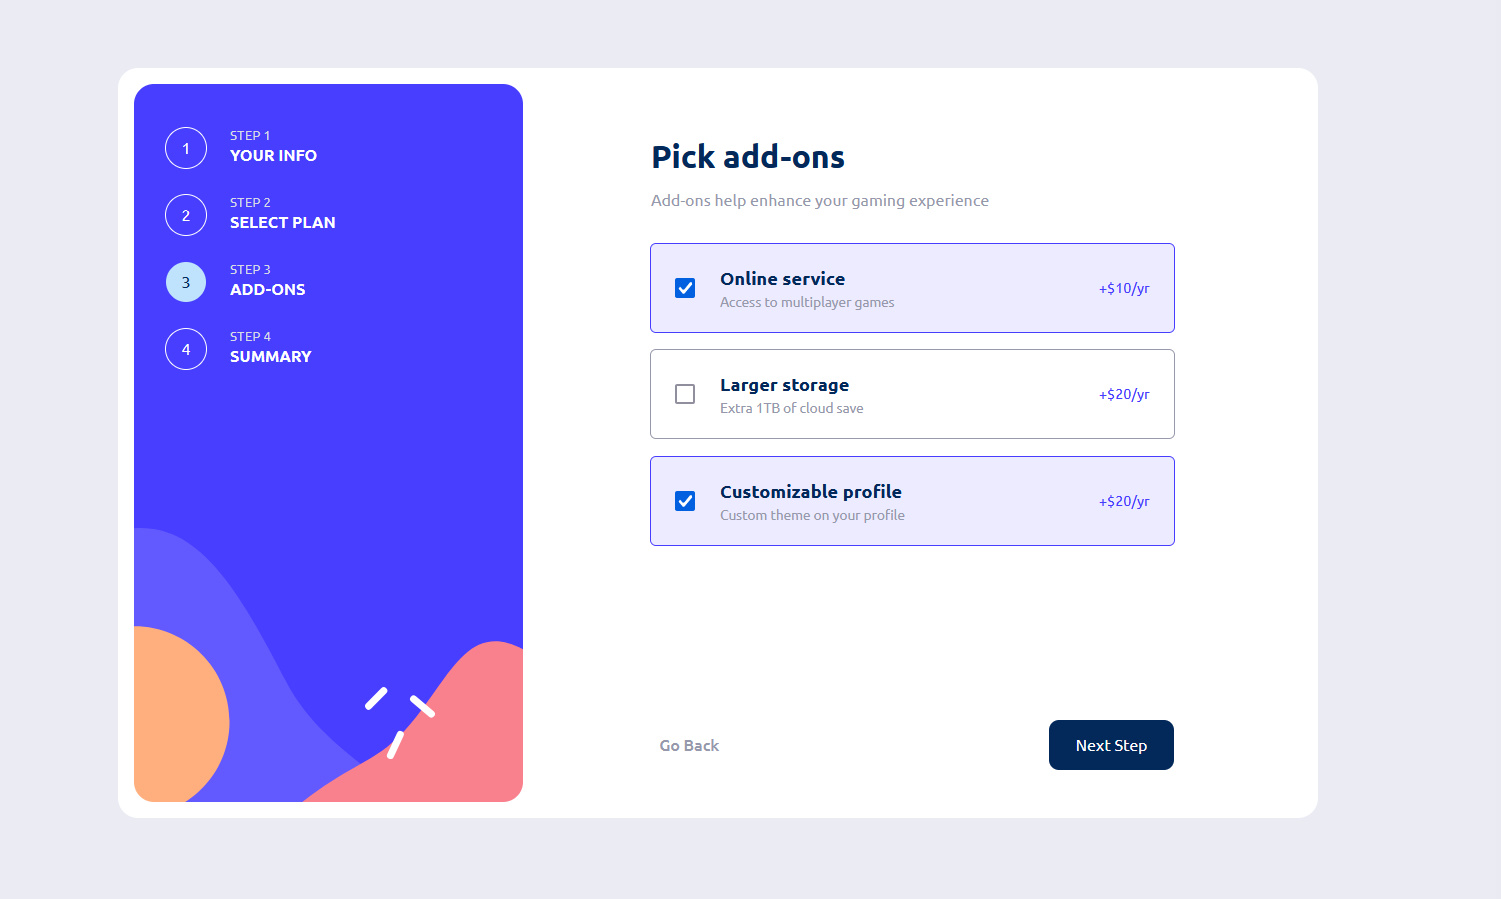 1
STEP 1
YOUR INFO
2
STEP 2
SELECT PLAN
3
STEP 3
ADD-ONS
4
STEP 4
SUMMARY
Pick add-ons
Add-ons help enhance your gaming experience
Online service
Access to multiplayer games
+$10/yr
Larger storage
Extra 1TB of cloud save
+$20/yr
Customizable profile
Custom theme on your profile
+$20/yr
Go Back
Next Step